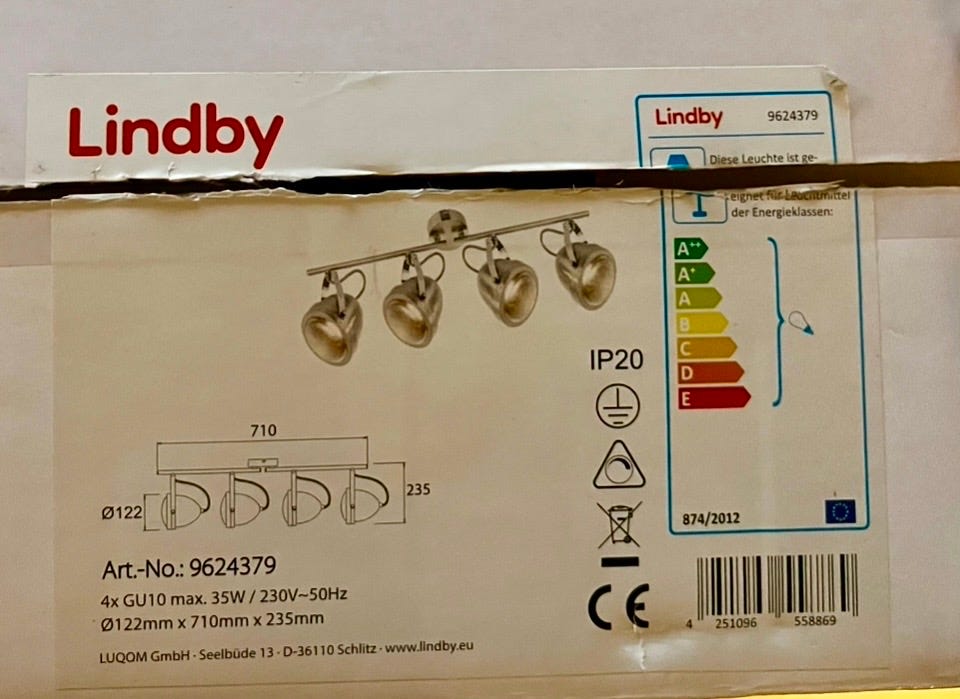 Lindby
Lindby 9624379
Diese Leuchte ist ge-
eignet für Leuchtmittel
der Energieklassen:
A++
A+
A
B
C
D
E
IP20
710
235
Ø122
874/2012
Art.-No.: 9624379
4x GU10 max. 35W / 230V~50Hz
Ø122mm x 710mm x 235mm
LUQOM GmbH · Seelbüde 13 · D-36110 Schlitz · www.lindby.eu
CE
4 251096 558869